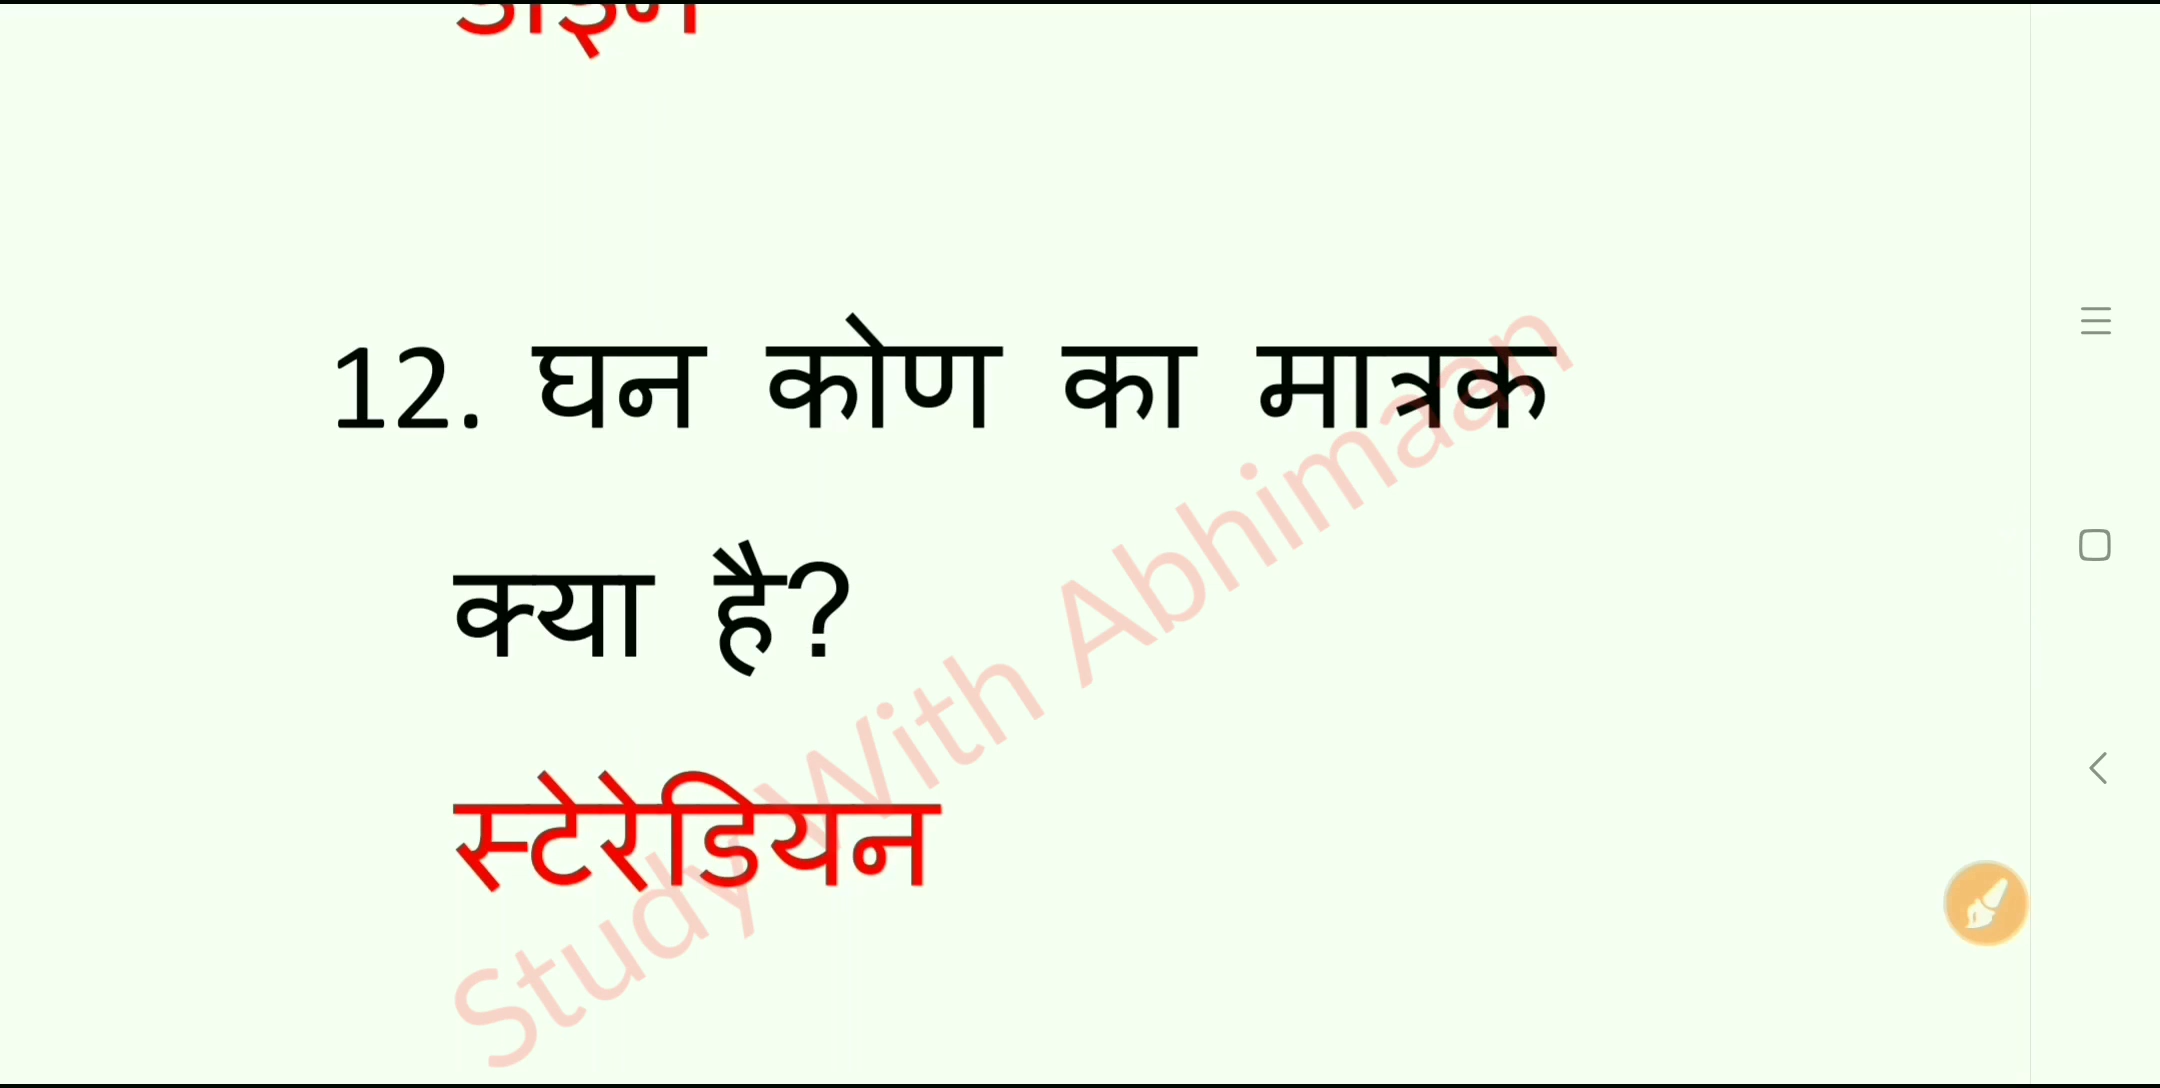 12. घन कोण का मात्रक
क्या है?
स्टेरेडियन
Study With Abhimaan